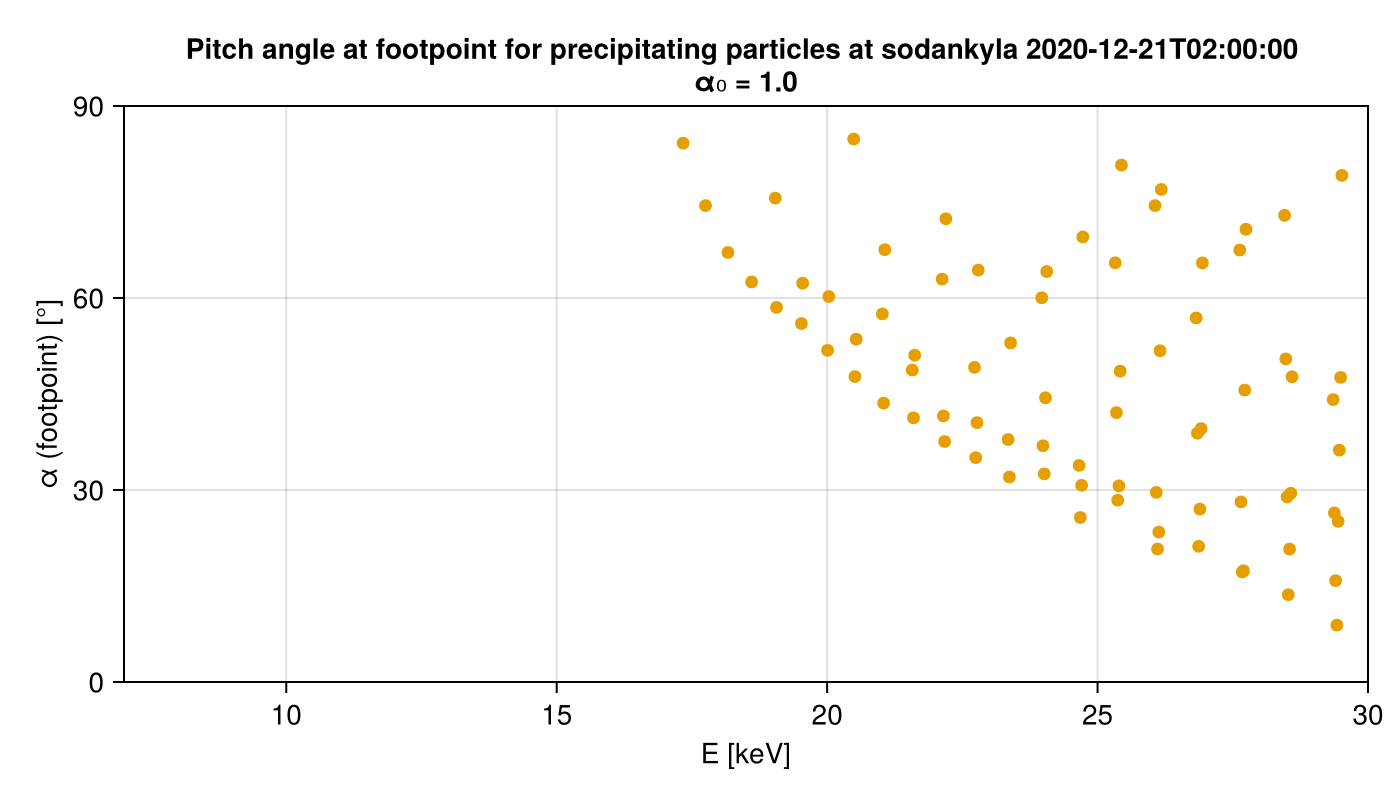 Pitch angle at footpoint for precipitating particles at sodankyla 2020-12-21T02:00:00
α₀ = 1.0
90
60
30
0
α (footpoint) [°]
10
15
20
25
30
E [keV]